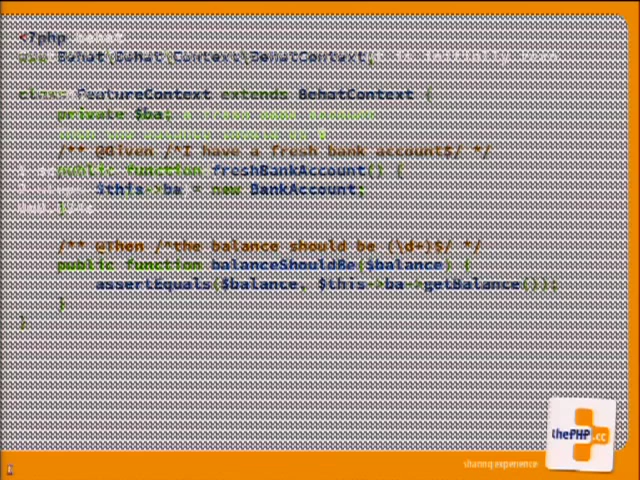 <?php
use Behat\Behat\Context\BehatContext;
class FeatureContext extends BehatContext {
private $ba;
/** @Given /^I have a fresh bank account$/ */
public function freshBankAccount() {
$this->ba = new BankAccount;
}
/** @Then /^the balance should be (\d+)$/ */
public function balanceShouldBe($balance) {
assertEquals($balance, $this->ba->getBalance());
}
}
thePHP.cc
sharing experience